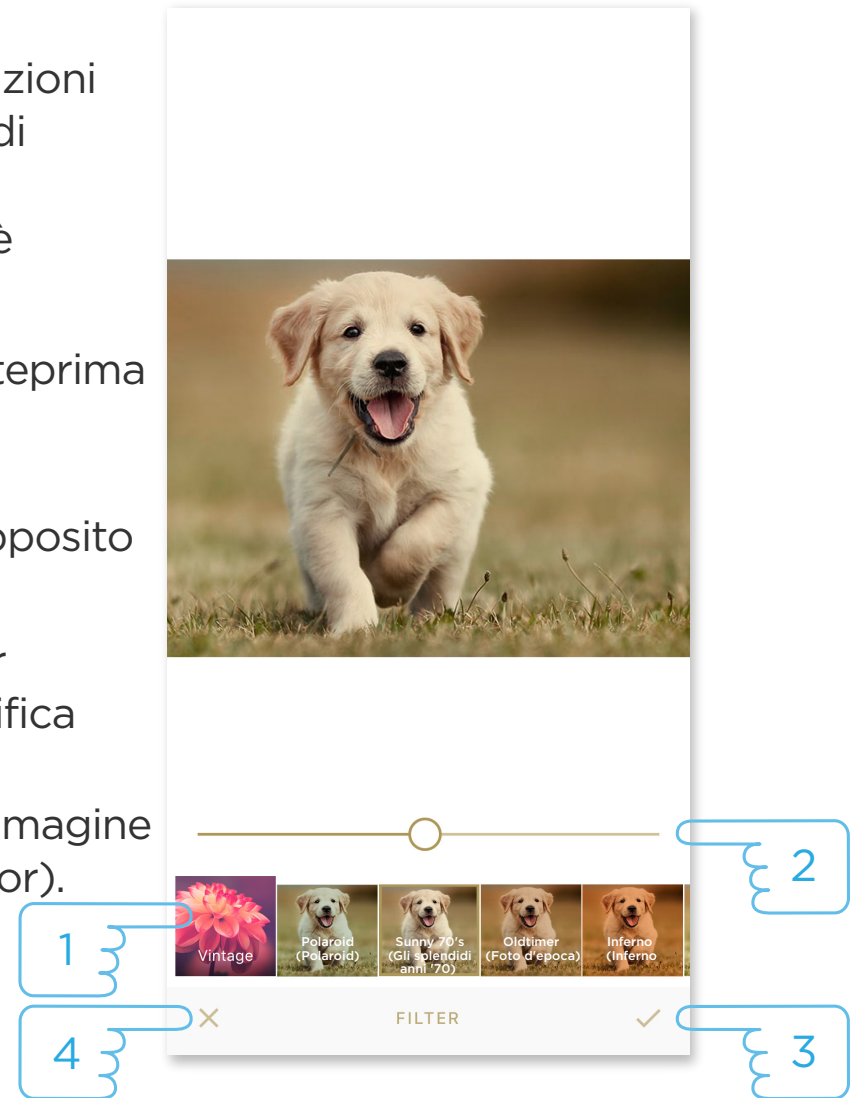 zioni
di
è
teprima
pposito
r
ifica
magine
or).
2
1
Vintage
Polaroid
(Polaroid)
Sunny 70's
(Gli splendidi
anni '70)
Oldtimer
(Foto d'epoca)
Inferno
(Inferno
4
FILTER
3